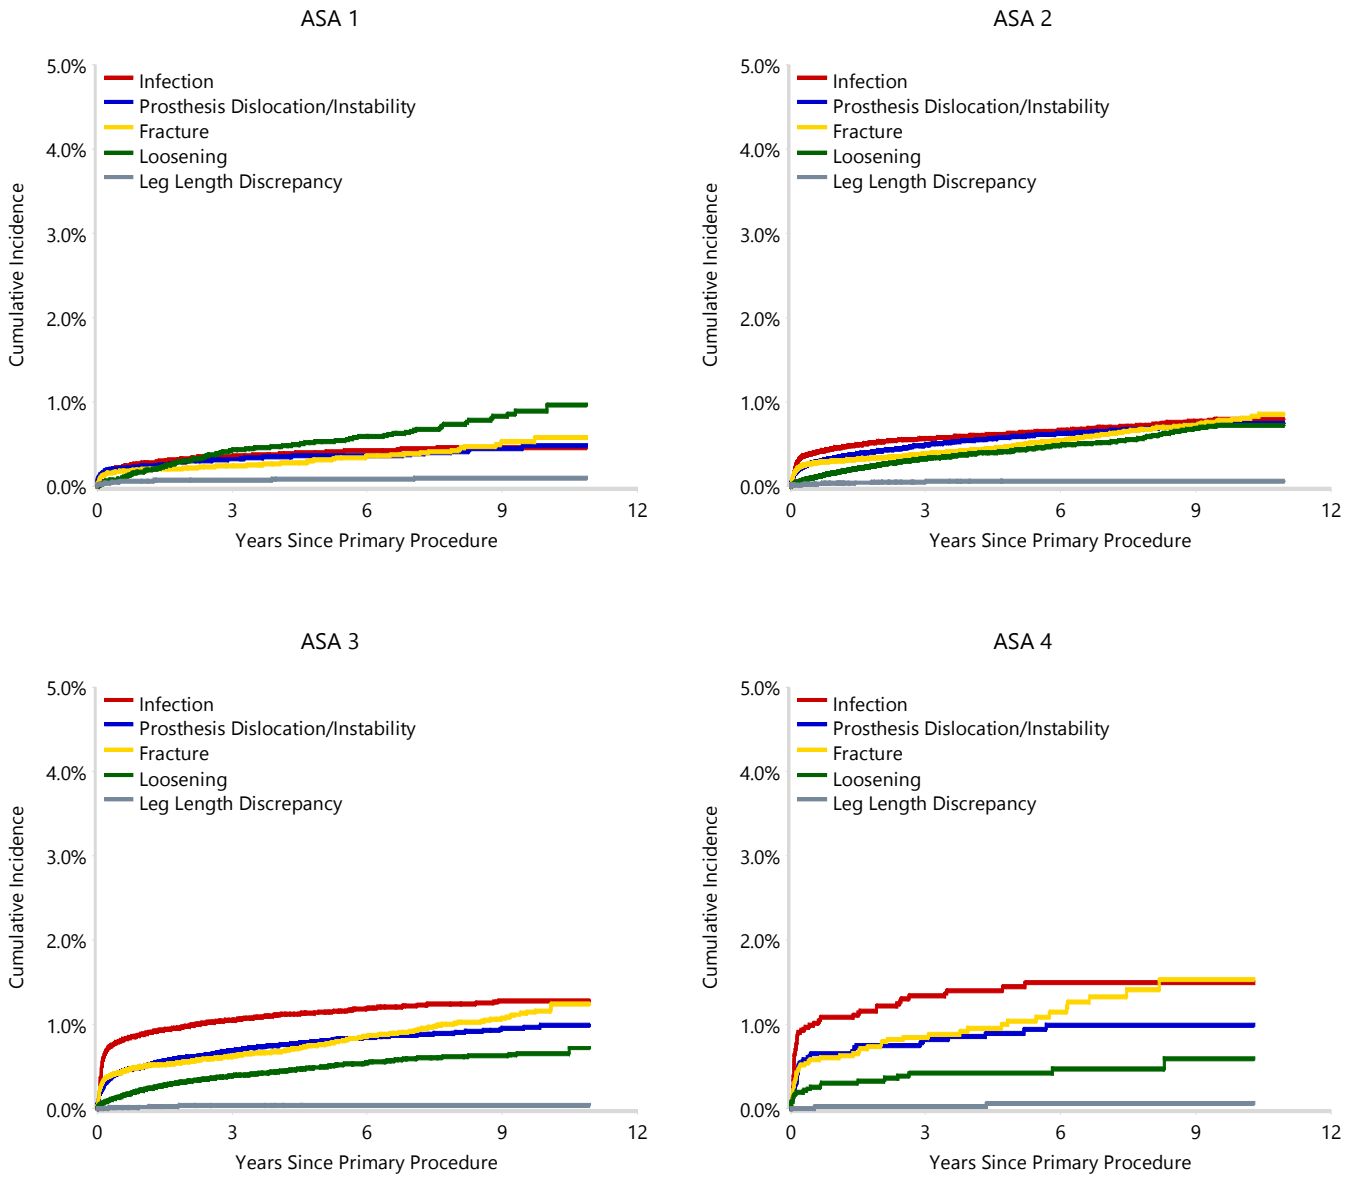 ASA 1
5.0%
4.0%
3.0%
2.0%
1.0%
0.0%
Cumulative Incidence
Infection
Prosthesis Dislocation/Instability
Fracture
Loosening
Leg Length Discrepancy
0 3 6 9 12
Years Since Primary Procedure
ASA 2
5.0%
4.0%
3.0%
2.0%
1.0%
0.0%
Cumulative Incidence
Infection
Prosthesis Dislocation/Instability
Fracture
Loosening
Leg Length Discrepancy
0 3 6 9 12
Years Since Primary Procedure
ASA 3
5.0%
4.0%
3.0%
2.0%
1.0%
0.0%
Cumulative Incidence
Infection
Prosthesis Dislocation/Instability
Fracture
Loosening
Leg Length Discrepancy
0 3 6 9 12
Years Since Primary Procedure
ASA 4
5.0%
4.0%
3.0%
2.0%
1.0%
0.0%
Cumulative Incidence
Infection
Prosthesis Dislocation/Instability
Fracture
Loosening
Leg Length Discrepancy
0 3 6 9 12
Years Since Primary Procedure